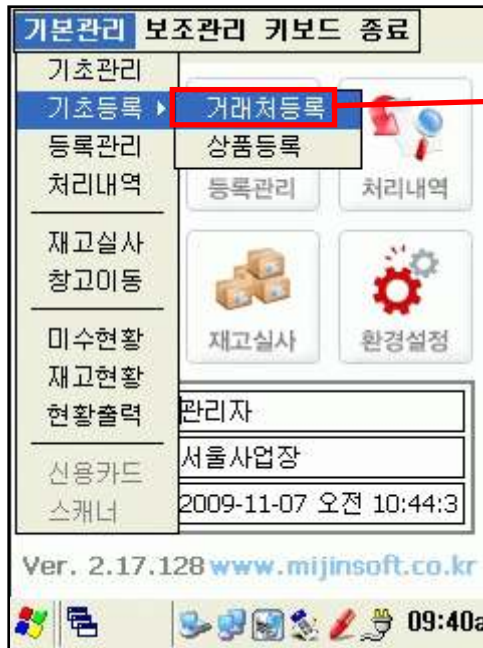 기본관리 보조관리 키보드 종료
기초관리
기초등록
거래처등록
등록관리
상품등록
처리내역
등록관리
처리내역
재고실사
창고이동
미수현황
재고실사
환경설정
재고현황
현황출력
관리자
신용카드
서울사업장
스캐너
2009-11-07 오전 10:44:3
Ver. 2.17.128 www.mijinsoft.co.kr
09:40a